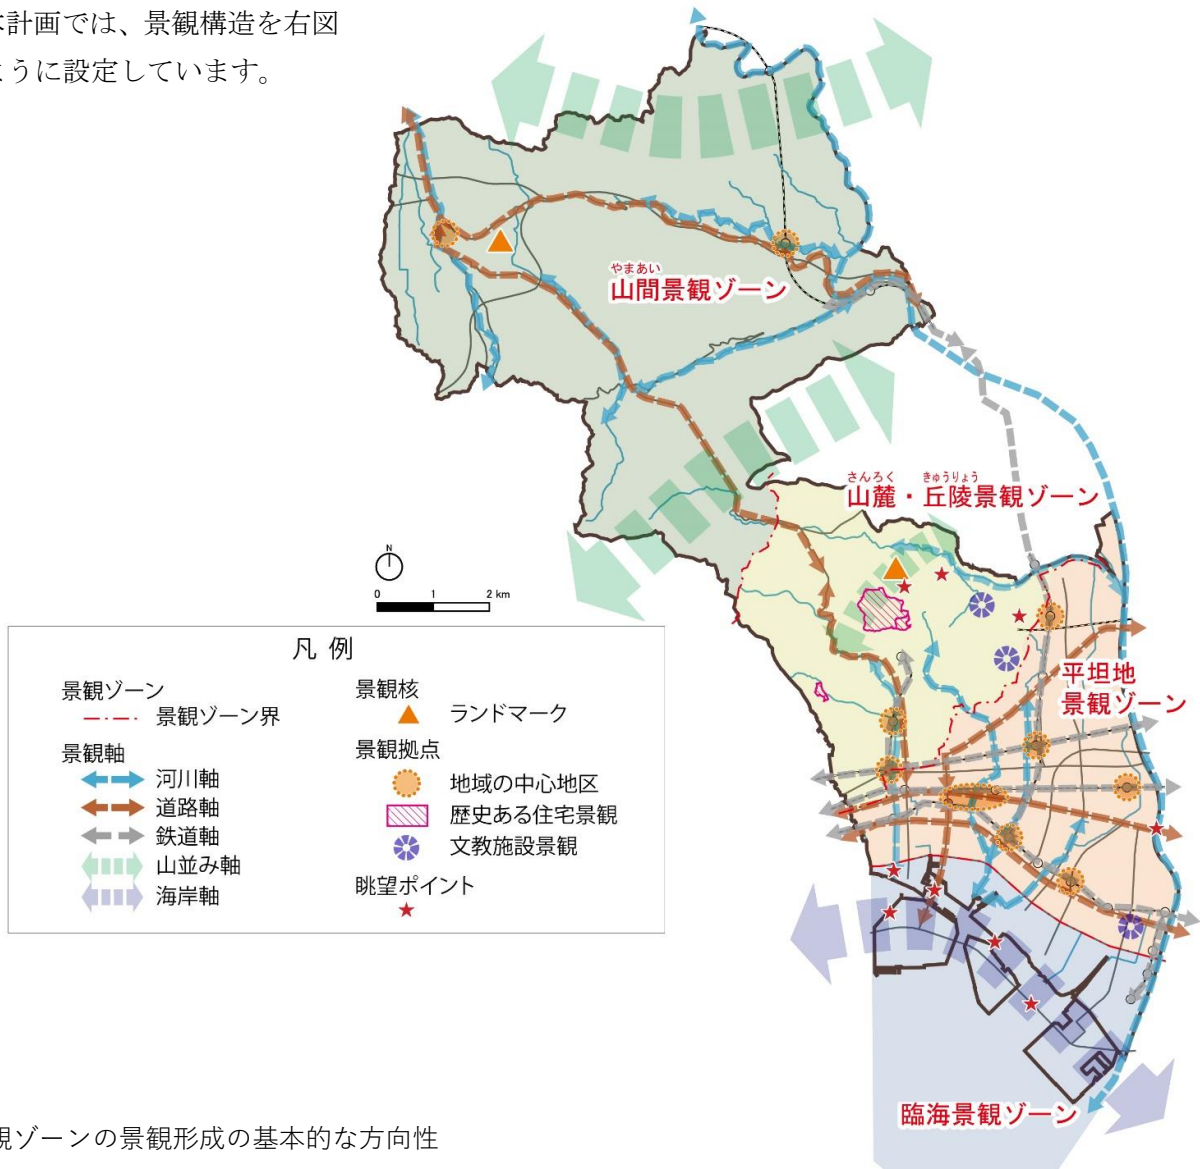 本計画では、景観構造を右図
ように設定しています。
やまあい
山間景観ゾーン
さんろく きゅうりょう
山麓・丘陵景観ゾーン
平坦地
景観ゾーン
臨海景観ゾーン
N
0 1 2 km
凡 例
景観ゾーン
景観ゾーン界
景観軸
河川軸
道路軸
鉄道軸
山並み軸
海岸軸
景観核
ランドマーク
景観拠点
地域の中心地区
歴史ある住宅景観
文教施設景観
眺望ポイント
観ゾーンの景観形成の基本的な方向性